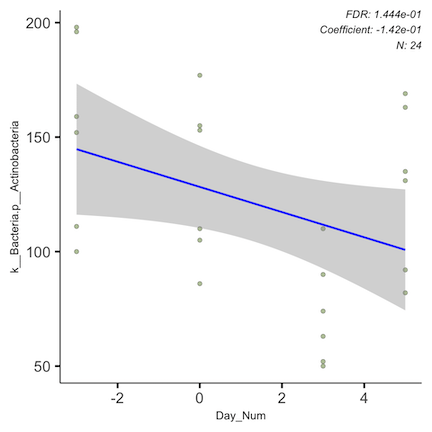 FDR: 1.444e-01
Coefficient: -1.42e-01
N: 24
200
150
100
50
k__Bacteria.p__Actinobacteria
-2 0 2 4
Day_Num